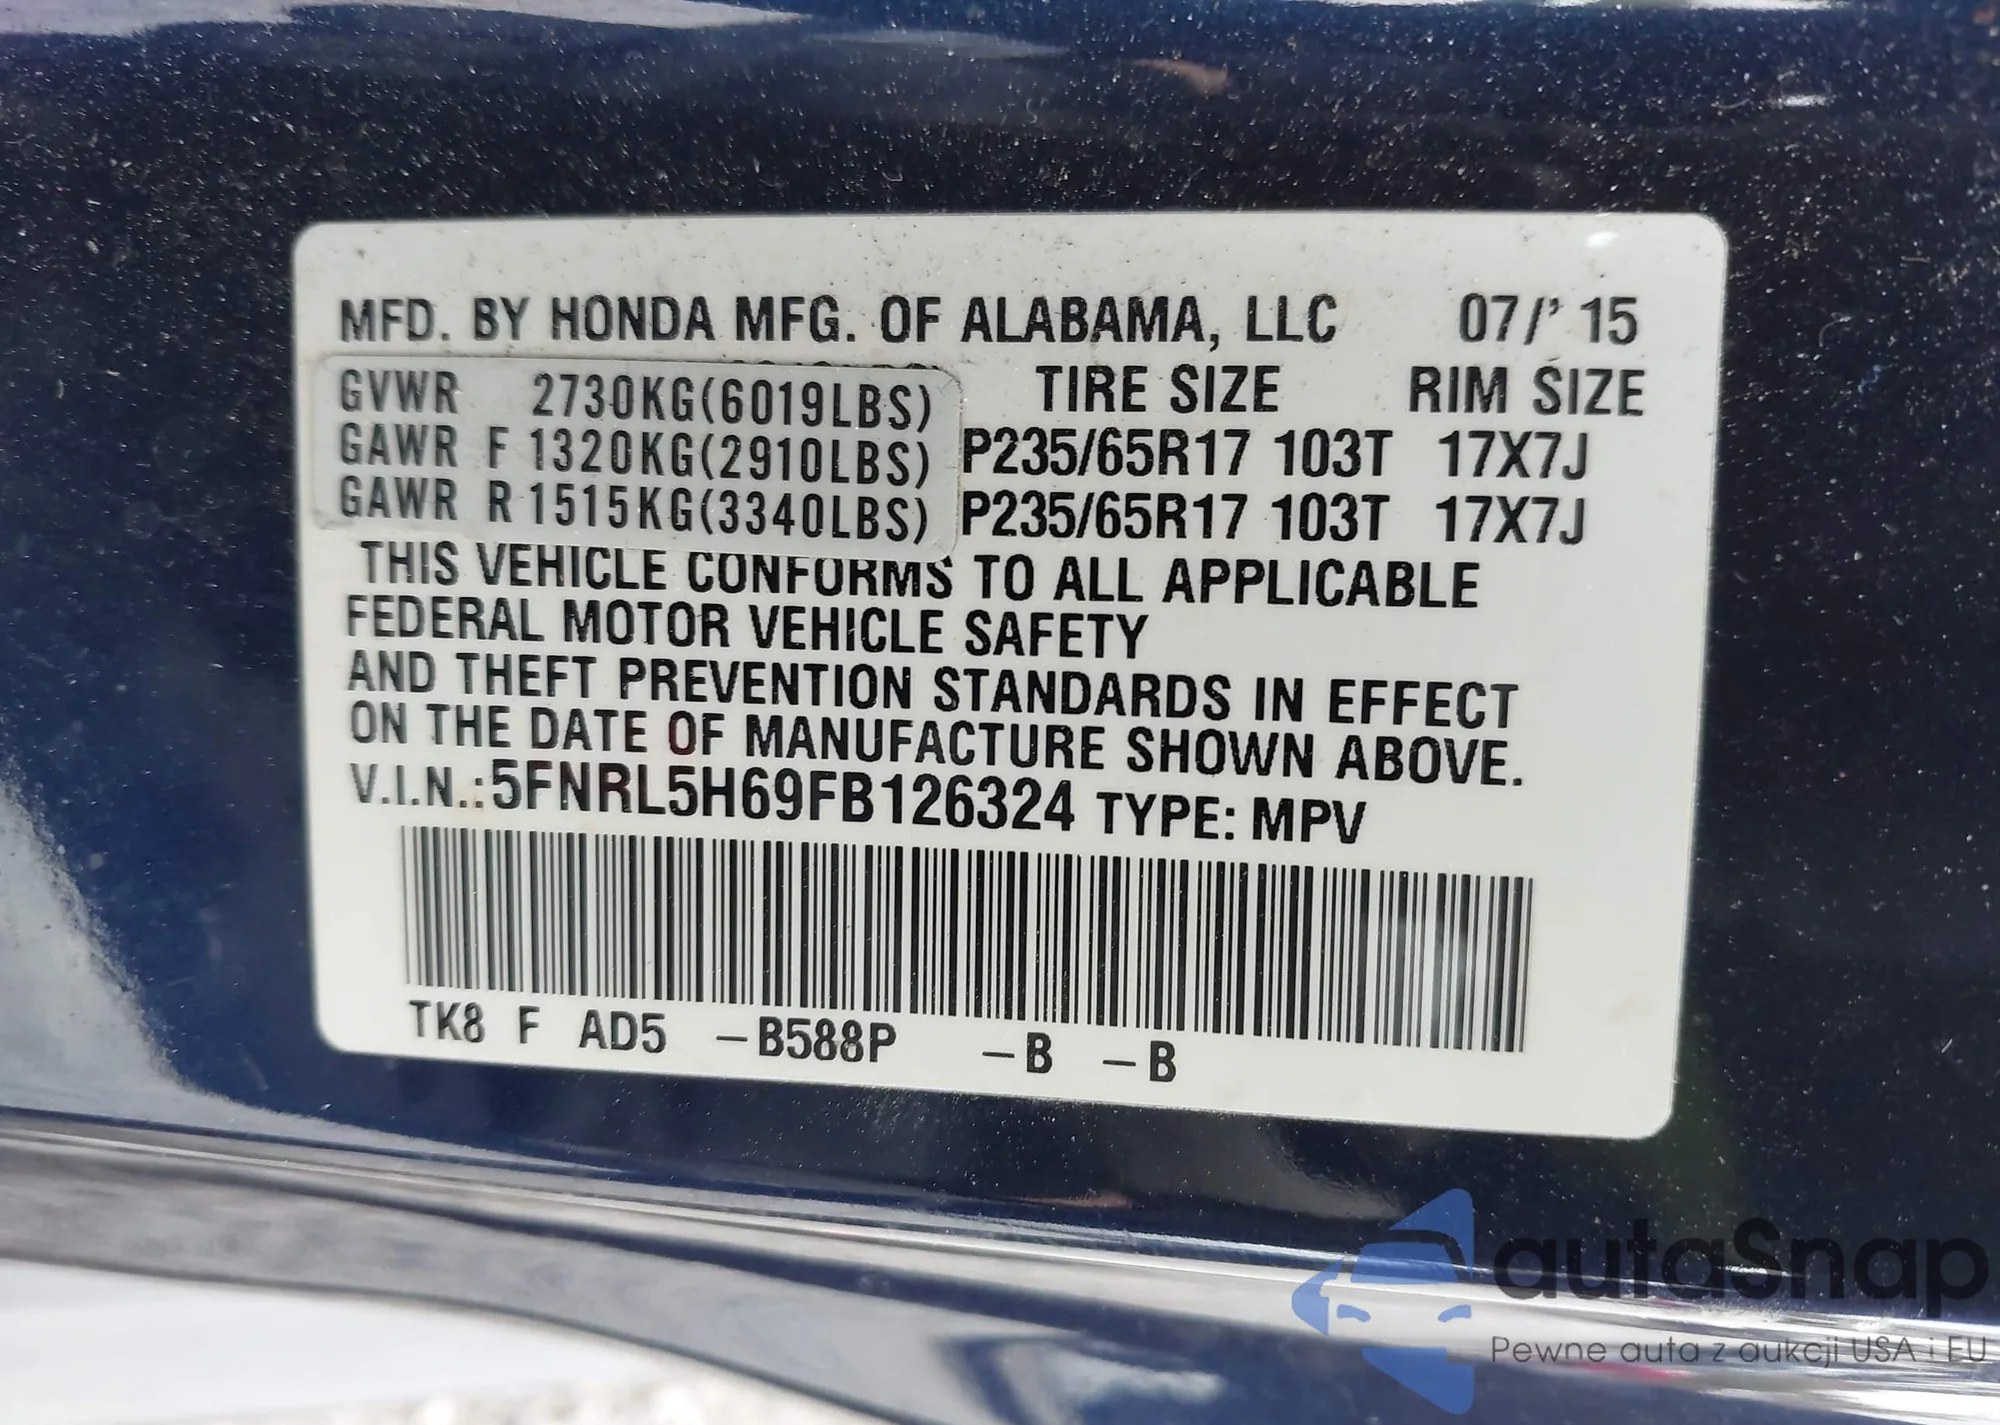 MFD. BY HONDA MFG. OF ALABAMA, LLC 07/' 15
GVWR 2730KG(6019LBS) TIRE SIZE RIM SIZE
GAWR F 1320KG(2910LBS) P235/65R17 103T 17X7J
GAWR R 1515KG(3340LBS) P235/65R17 103T 17X7J
THIS VEHICLE CONFORMS TO ALL APPLICABLE
FEDERAL MOTOR VEHICLE SAFETY
AND THEFT PREVENTION STANDARDS IN EFFECT
ON THE DATE OF MANUFACTURE SHOWN ABOVE.
V.I.N.:5FNRL5H69FB126324 TYPE: MPV
TK8 F AD5 -B588P -B -B
autaSnap
Pewne auta z aukcji USA i EU